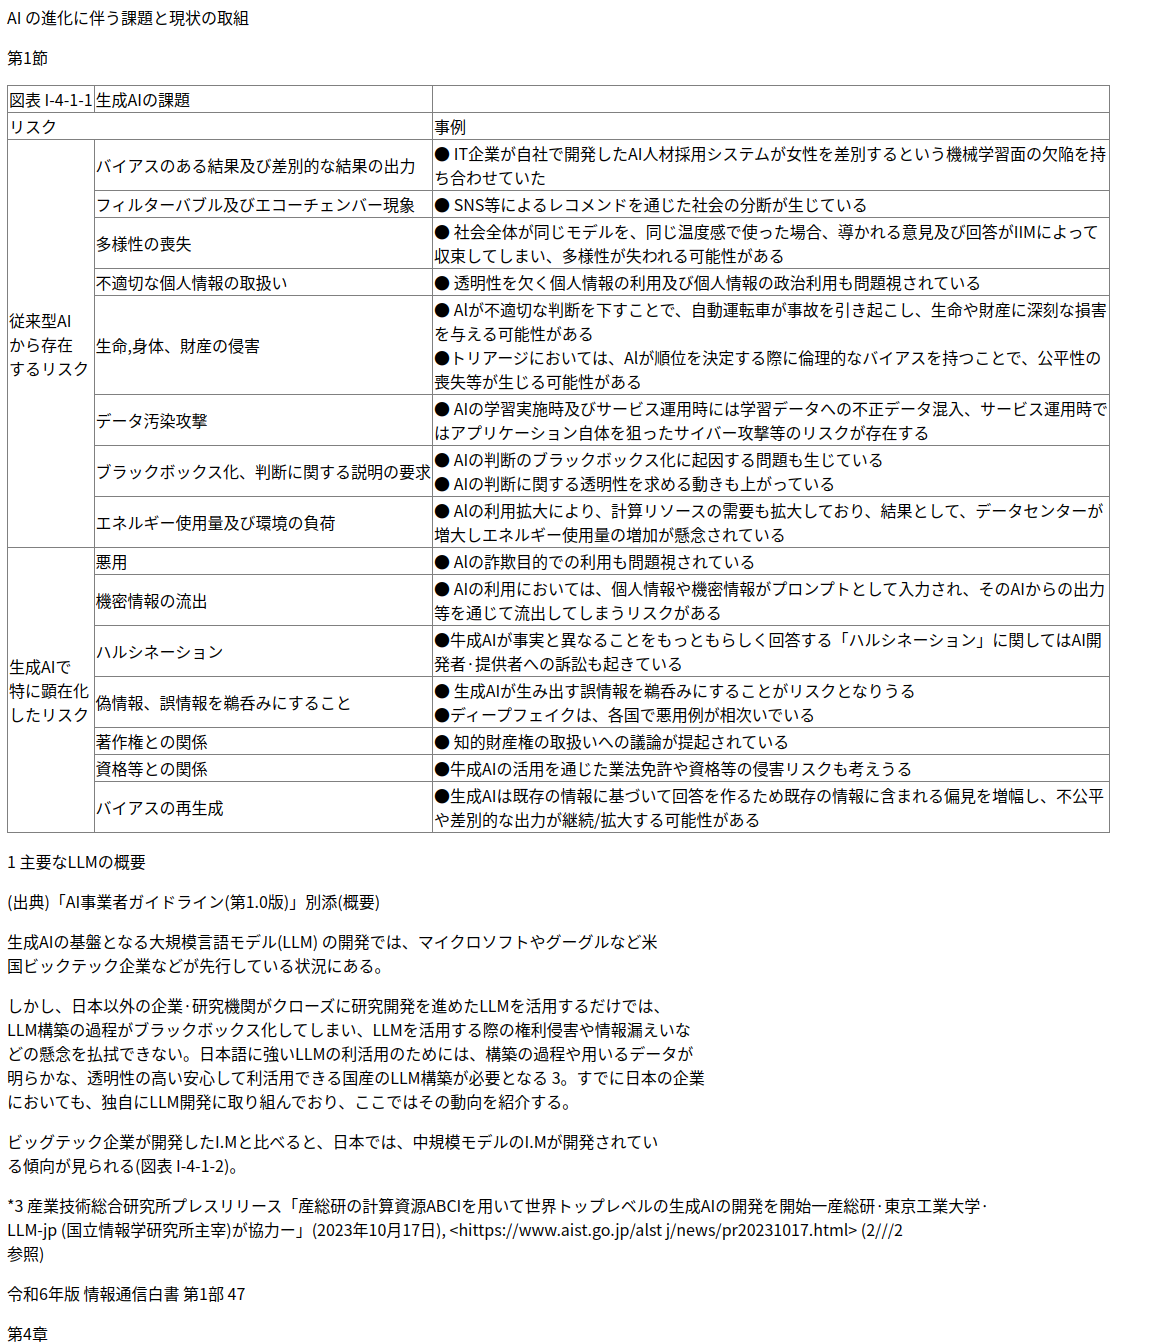 AI の進化に伴う課題と現状の取組
第1節
図表 I-4-1-1 生成AIの課題
リスク 事例
従来型AI
から存在
するリスク
バイアスのある結果及び差別的な結果の出力
● IT企業が自社で開発したAI人材採用システムが女性を差別するという機械学習面の欠陥を持
ち合わせていた
フィルターバブル及びエコーチェンバー現象
● SNS等によるレコメンドを通じた社会の分断が生じている
多様性の喪失
● 社会全体が同じモデルを、同じ温度感で使った場合、導かれる意見及び回答がIIMによって
収束してしまい、多様性が失われる可能性がある
不適切な個人情報の取扱い
● 透明性を欠く個人情報の利用及び個人情報の政治利用も問題視されている
生命,身体、財産の侵害
● AIが不適切な判断を下すことで、自動運転車が事故を引き起こし、生命や財産に深刻な損害
を与える可能性がある
●トリアージにおいては、AIが順位を決定する際に倫理的なバイアスを持つことで、公平性の
喪失等が生じる可能性がある
データ汚染攻撃
● AIの学習実施時及びサービス運用時には学習データへの不正データ混入、サービス運用時で
はアプリケーション自体を狙ったサイバー攻撃等のリスクが存在する
ブラックボックス化、判断に関する説明の要求
● AIの判断のブラックボックス化に起因する問題も生じている
● AIの判断に関する透明性を求める動きも上がっている
エネルギー使用量及び環境の負荷
● AIの利用拡大により、計算リソースの需要も拡大しており、結果として、データセンターが
増大しエネルギー使用量の増加が懸念されている
生成AIで
特に顕在化
したリスク
悪用
● AIの詐欺目的での利用も問題視されている
機密情報の流出
● AIの利用においては、個人情報や機密情報がプロンプトとして入力され、そのAIからの出力
等を通じて流出してしまうリスクがある
ハルシネーション
●牛成AIが事実と異なることをもっともらしく回答する「ハルシネーション」に関してはAI開
発者·提供者への訴訟も起きている
偽情報、誤情報を鵜呑みにすること
● 生成AIが生み出す誤情報を鵜呑みにすることがリスクとなりうる
●ディープフェイクは、各国で悪用例が相次いでいる
著作権との関係
● 知的財産権の取扱いへの議論が提起されている
資格等との関係
●牛成AIの活用を通じた業法免許や資格等の侵害リスクも考えうる
バイアスの再生成
●生成AIは既存の情報に基づいて回答を作るため既存の情報に含まれる偏見を増幅し、不公平
や差別的な出力が継続/拡大する可能性がある
1 主要なLLMの概要
(出典)「AI事業者ガイドライン(第1.0版)」別添(概要)
生成AIの基盤となる大規模言語モデル(LLM) の開発では、マイクロソフトやグーグルなど米
国ビックテック企業などが先行している状況にある。
しかし、日本以外の企業·研究機関がクローズに研究開発を進めたLLMを活用するだけでは、
LLM構築の過程がブラックボックス化してしまい、LLMを活用する際の権利侵害や情報漏えいな
どの懸念を払拭できない。日本語に強いLLMの利活用のためには、構築の過程や用いるデータが
明らかな、透明性の高い安心して利活用できる国産のLLM構築が必要となる 3。すでに日本の企業
においても、独自にLLM開発に取り組んでおり、ここではその動向を紹介する。
ビッグテック企業が開発したI.Mと比べると、日本では、中規模モデルのI.Mが開発されてい
る傾向が見られる(図表 I-4-1-2)。
*3 産業技術総合研究所プレスリリース「産総研の計算資源ABCIを用いて世界トップレベルの生成AIの開発を開始一産総研·東京工業大学·
LLM-jp (国立情報学研究所主宰)が協力ー」(2023年10月17日), <hiittps://www.aist.go.jp/alst j/news/pr20231017.html> (2///2
参照)
令和6年版 情報通信白書 第1部 47
第4章